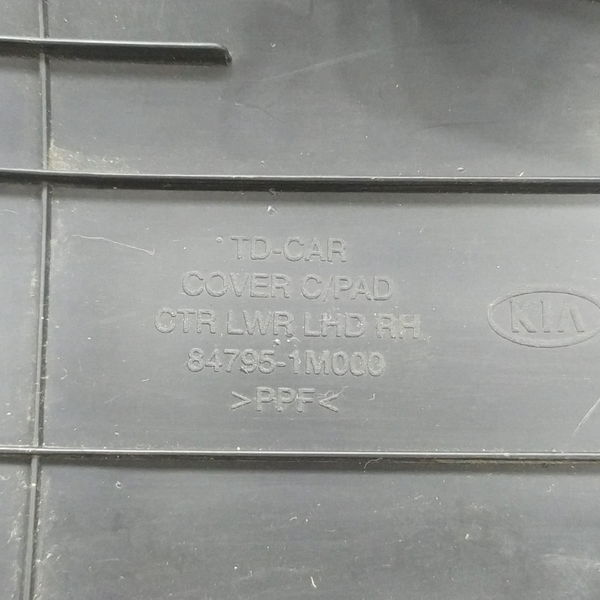 TD-CAR
COVER C/PAD
CTR LWR LHD RH
84795-1M000
>PPF<
KIA